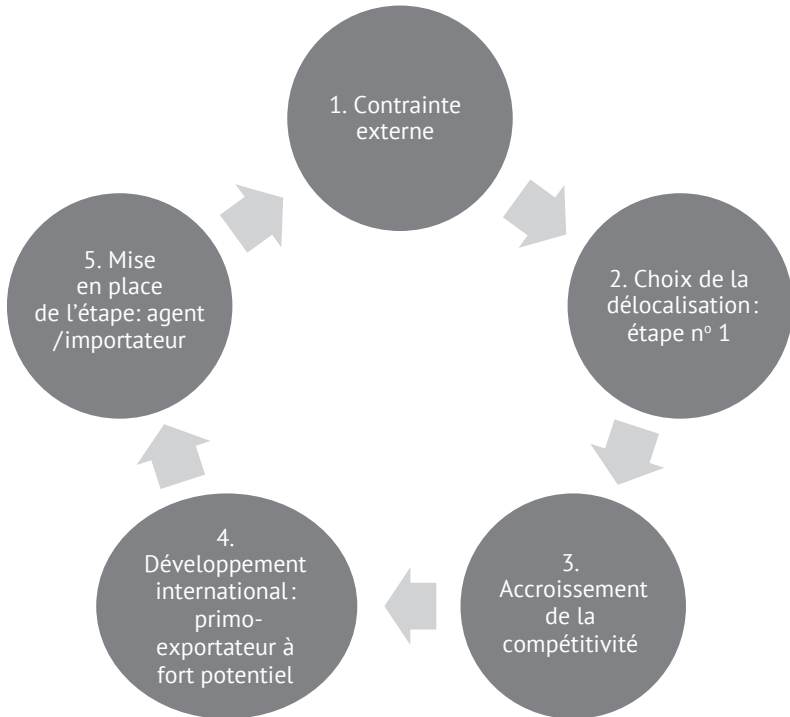 1. Contrainte
externe
2. Choix de la
délocalisation :
étape nº 1
3.
Accroissement
de la
compétitivité
4.
Développement
international :
primo-
exportateur à
fort potentiel
5. Mise
en place
de l’étape: agent
/importateur